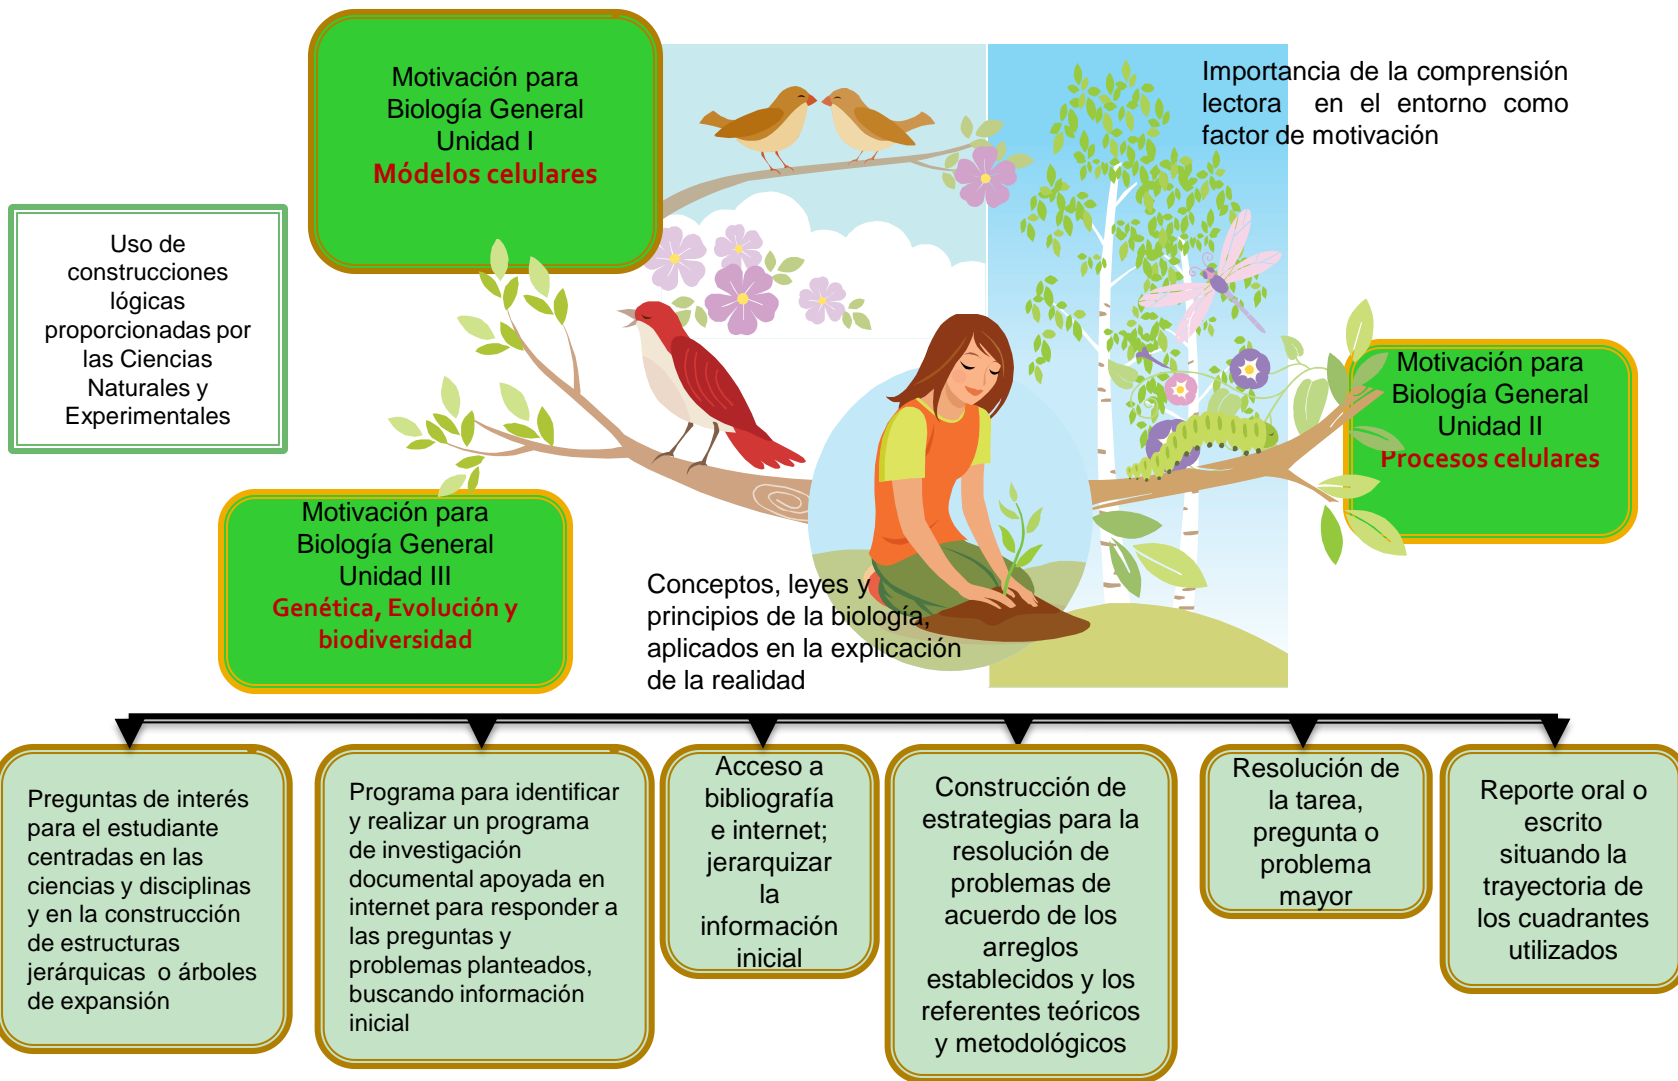 Motivación para
Biología General
Unidad I
Módelos celulares
Importancia de la comprensión
lectora en el entorno como
factor de motivación
Uso de
construcciones
lógicas
proporcionadas por
las Ciencias
Naturales y
Experimentales
Motivación para
Biología General
Unidad II
Procesos celulares
Motivación para
Biología General
Unidad III
Genética, Evolución y
biodiversidad
Conceptos, leyes y
principios de la biología,
aplicados en la explicación
de la realidad
Preguntas de interés
para el estudiante
centradas en las
ciencias y disciplinas
y en la construcción
de estructuras
jerárquicas o árboles
de expansión
Programa para identificar
y realizar un programa
de investigación
documental apoyada en
internet para responder a
las preguntas y
problemas planteados,
buscando información
inicial
Acceso a
bibliografía
e internet;
jerarquizar
la
información
inicial
Construcción de
estrategias para la
resolución de
problemas de
acuerdo de los
arreglos
establecidos y los
referentes teóricos
y metodológicos
Resolución de
la tarea,
pregunta o
problema
mayor
Reporte oral o
escrito
situando la
trayectoria de
los cuadrantes
utilizados